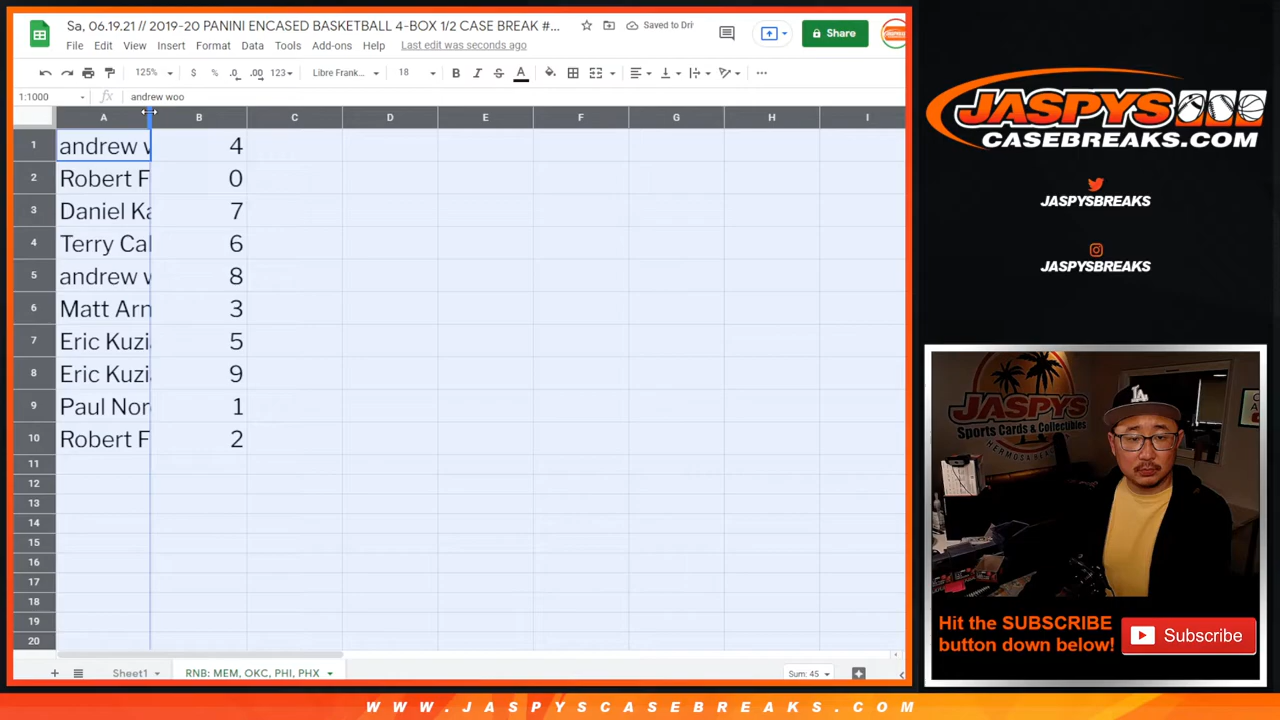 Sa, 06.19.21 // 2019-20 PANINI ENCASED BASKETBALL 4-BOX 1/2 CASE BREAK #...
Saved to Dri
Share
File Edit View Insert Format Data Tools Add-ons Help Last edit was seconds ago
125% $ % .0 .00 123 Libre Frank... 18 B I S A
1:1000 fx andrew woo
A B C D E F G H I
1 andrew w 4
2 Robert F 0
3 Daniel Ka 7
4 Terry Cal 6
5 andrew w 8
6 Matt Arn 3
7 Eric Kuzi 5
8 Eric Kuzi 9
9 Paul Nor 1
10 Robert F 2
11
12
13
14
15
16
17
18
19
20
Sheet1 RNB: MEM, OKC, PHI, PHX Sum: 45
JASPYS
CASEBREAKS.COM
JASPYSBREAKS
JASPYSBREAKS
JASPYS
Sports Cards & Collectibles
HERMOSA BEACH
LA
Hit the SUBSCRIBE
button down below!
Subscribe
WWW.JASPYSCASEBREAKS.COM